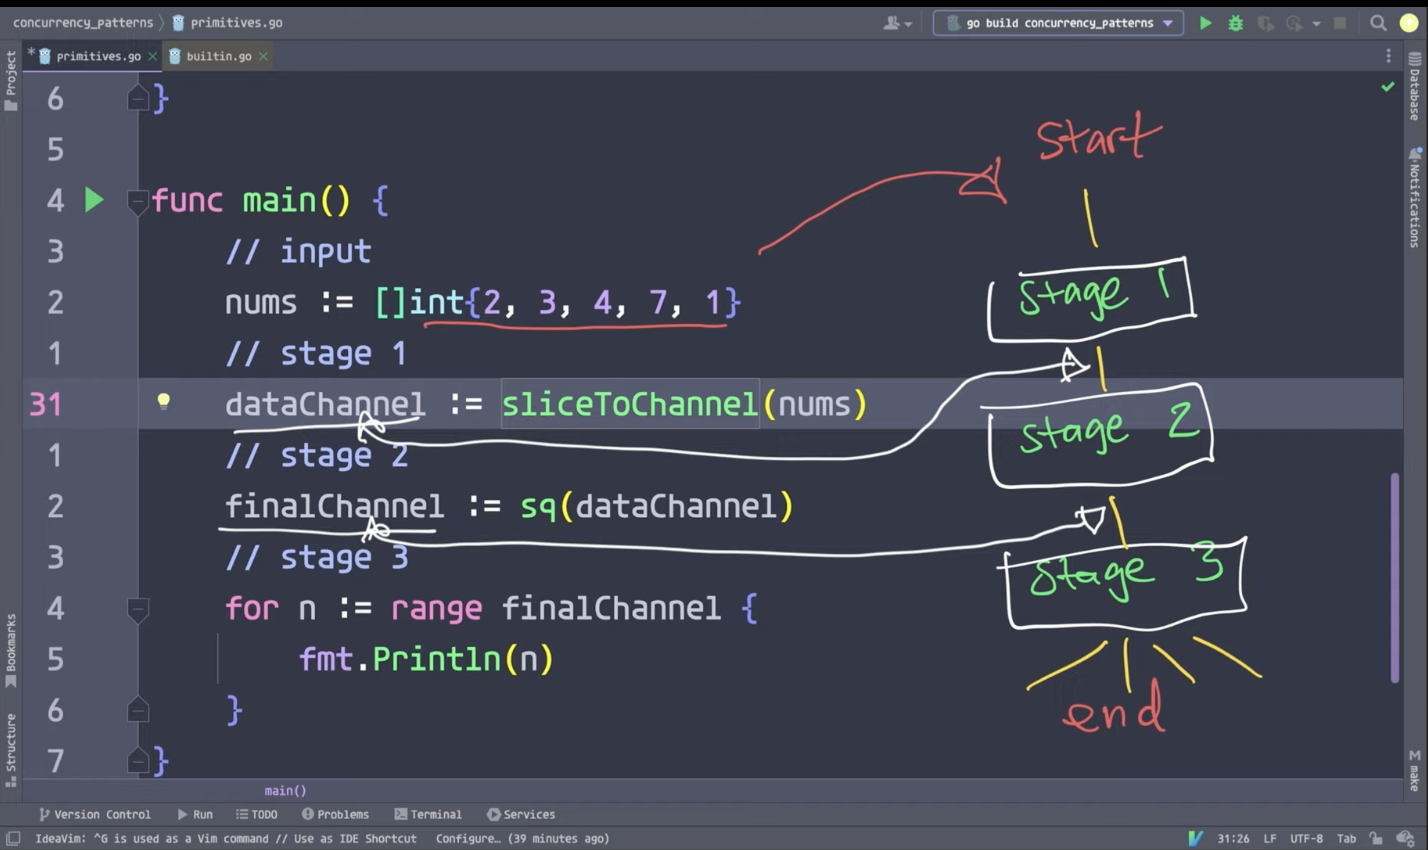 concurrency_patterns 〉 primitives.go
go build concurrency_patterns
* primitives.go
builtin.go
Project
Bookmarks
Structure
Database
Notifications
make
6 }
5
4 func main() {
3 // input
2 nums := []int{2, 3, 4, 7, 1}
1 // stage 1
31 dataChannel := sliceToChannel(nums)
1 // stage 2
2 finalChannel := sq(dataChannel)
3 // stage 3
4 for n := range finalChannel {
5 fmt.Println(n)
6 }
7 }
start
stage 1
stage 2
stage 3
end
main()
Version Control Run TODO Problems Terminal Services
IdeaVim: ^G is used as a Vim command // Use as IDE Shortcut Configure… (39 minutes ago) 31:26 LF UTF-8 Tab